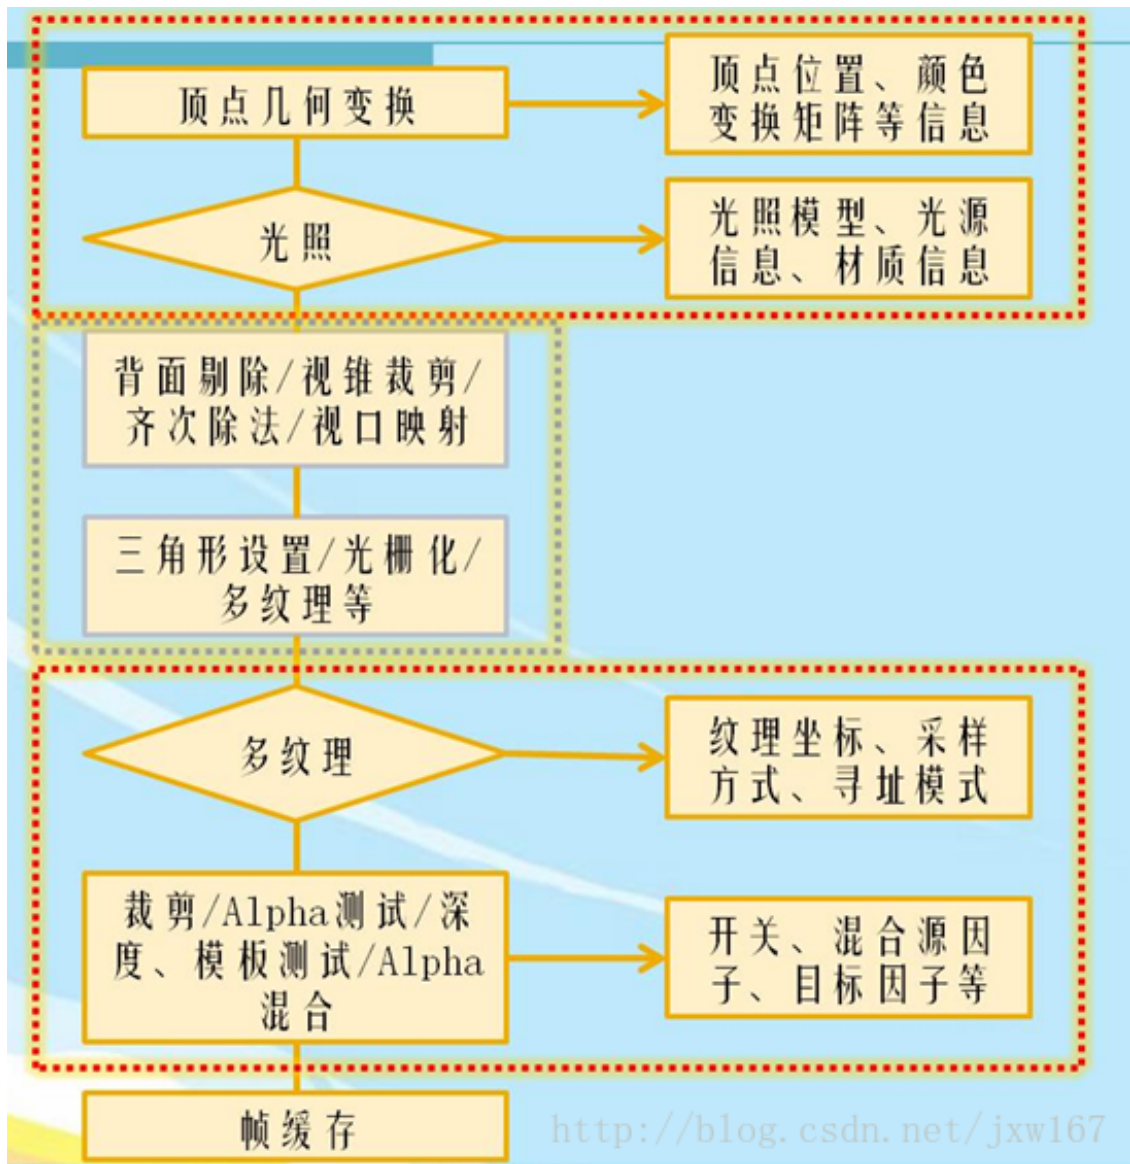 顶点几何变换
顶点位置、颜色
变换矩阵等信息
光照
光照模型、光源
信息、材质信息
背面剔除/视锥裁剪/
齐次除法/视口映射
三角形设置/光栅化/
多纹理等
多纹理
纹理坐标、采样
方式、寻址模式
裁剪/Alpha测试/深
度、模板测试/Alpha
混合
开关、混合源因
子、目标因子等
帧缓存
http://blog.csdn.net/jxw167